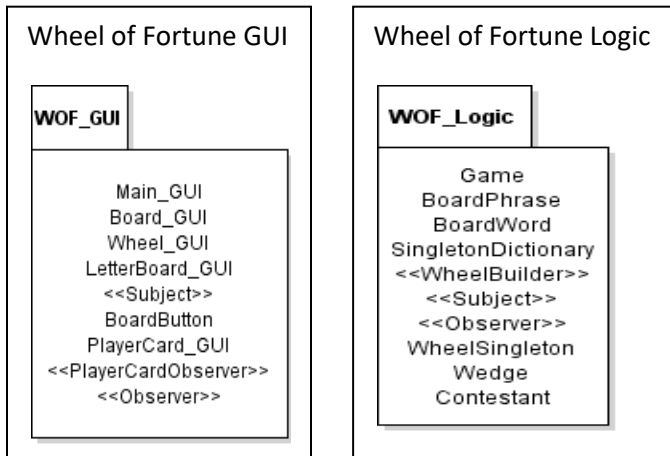 Wheel of Fortune GUI
WOF_GUI
Main_GUI
Board_GUI
Wheel_GUI
LetterBoard_GUI
<<Subject>>
BoardButton
PlayerCard_GUI
<<PlayerCardObserver>>
<<Observer>>
Wheel of Fortune Logic
WOF_Logic
Game
BoardPhrase
BoardWord
SingletonDictionary
<<WheelBuilder>>
<<Subject>>
<<Observer>>
WheelSingleton
Wedge
Contestant